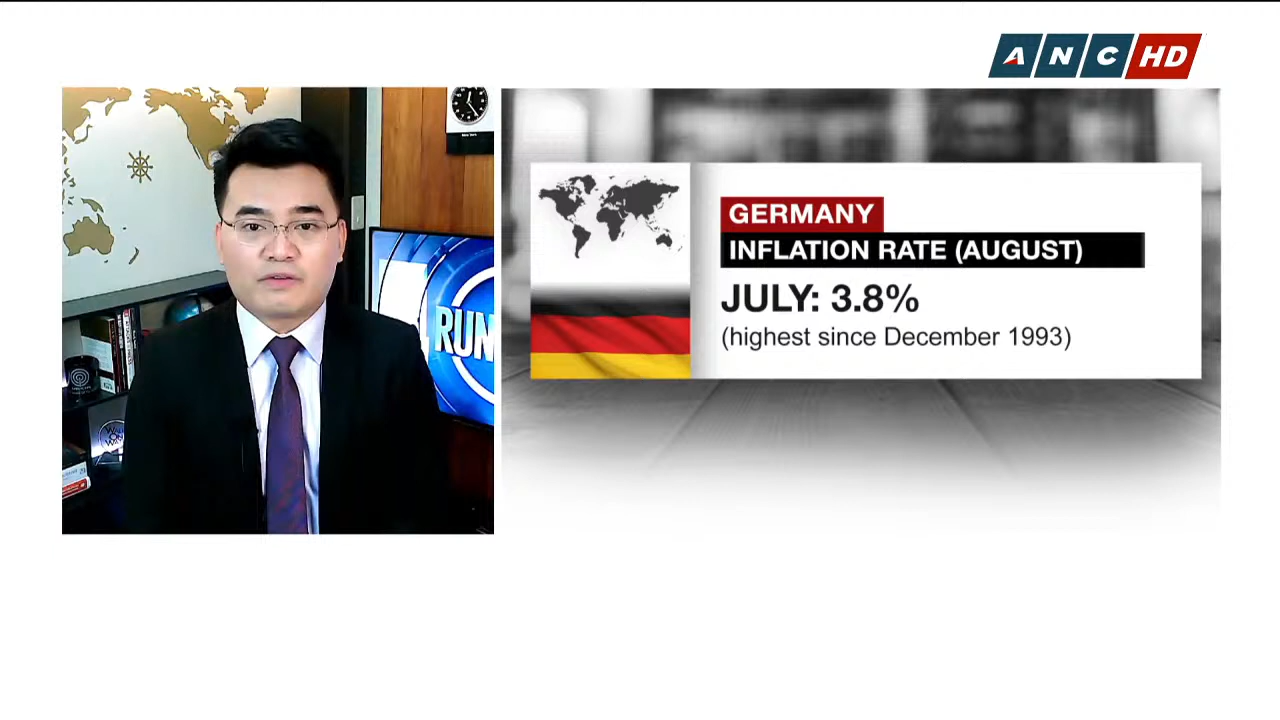 ANC HD
GERMANY
INFLATION RATE (AUGUST)
JULY: 3.8%
(highest since December 1993)
RUN